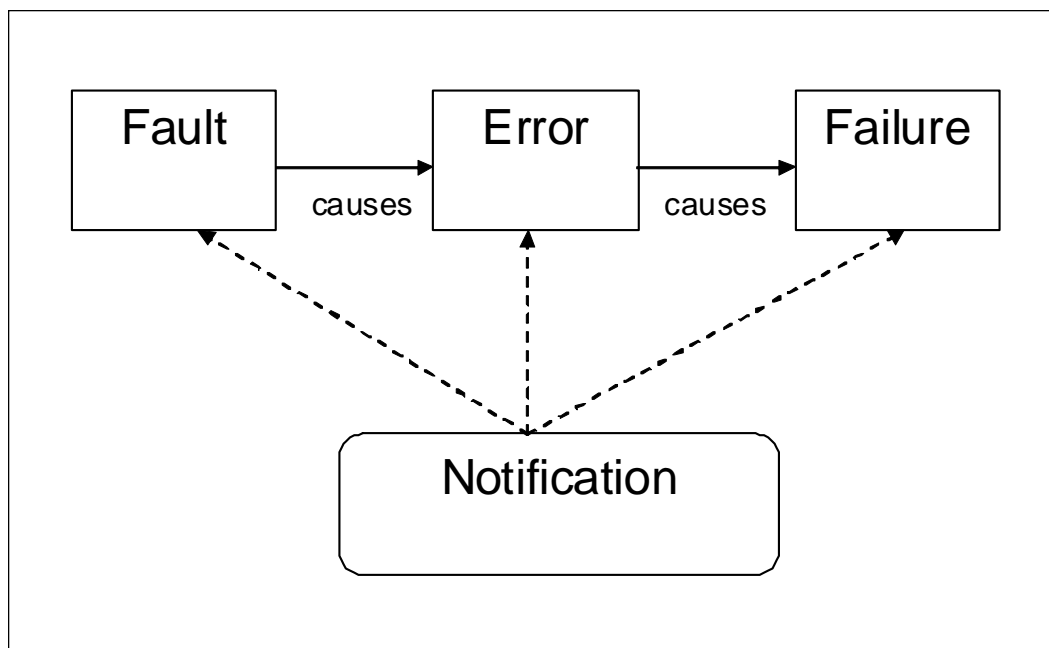 Fault
Error
Failure
causes
causes
Notification